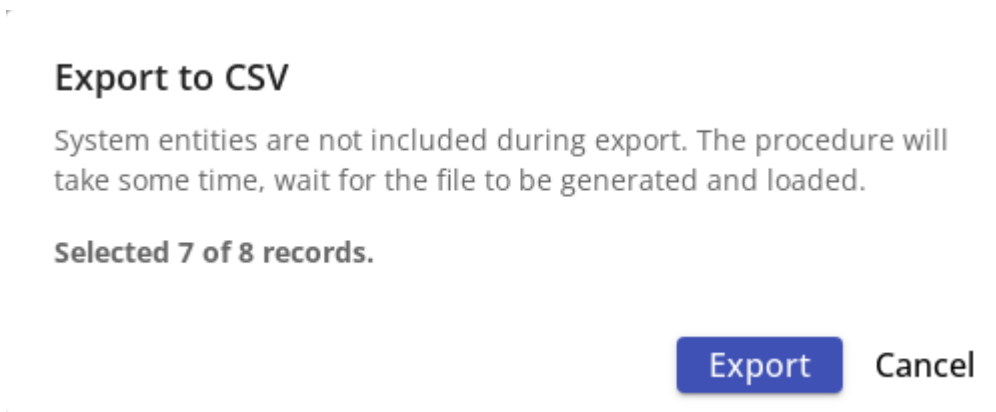 Export to CSV
System entities are not included during export. The procedure will
take some time, wait for the file to be generated and loaded.
Selected 7 of 8 records.
Export Cancel